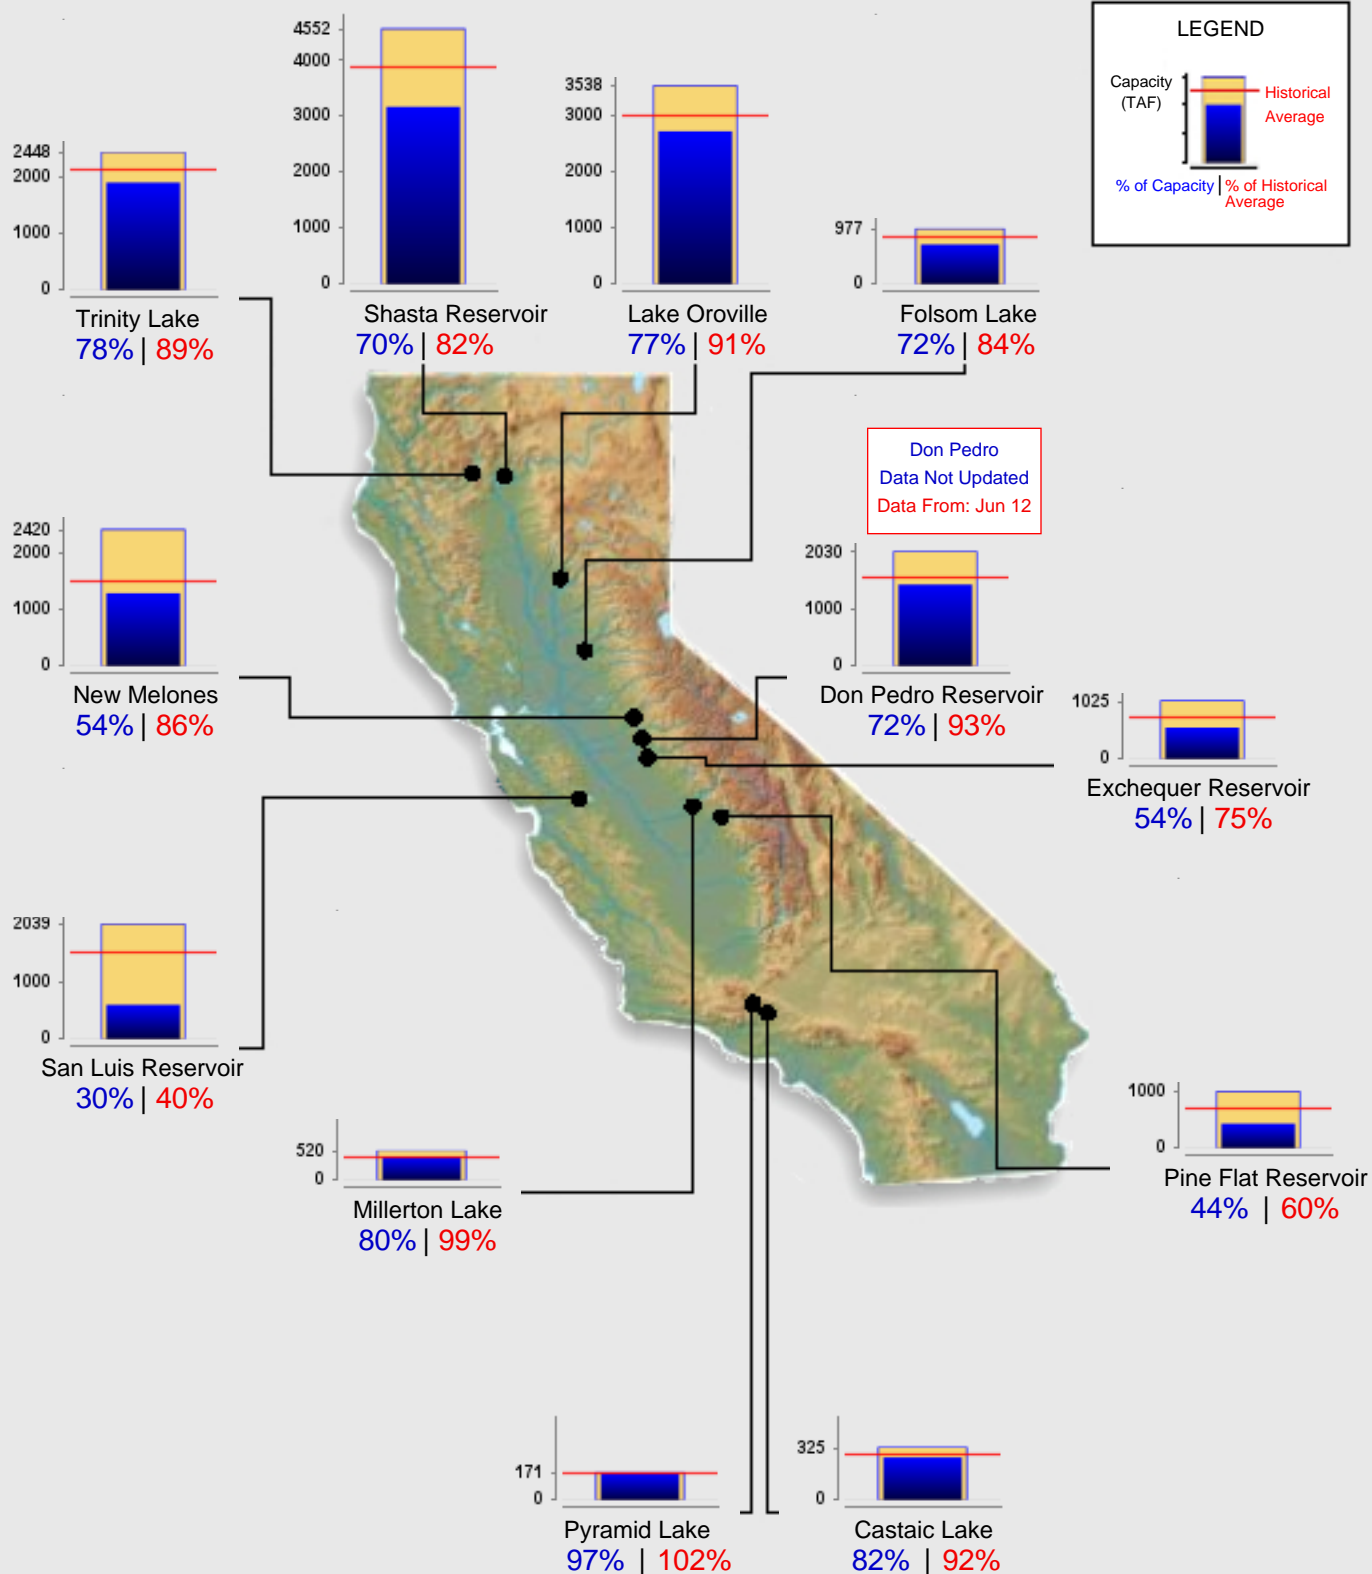 LEGEND
Capacity
(TAF)
Historical
Average
% of Capacity | % of Historical
Average
4552
4000
3000
2000
1000
0
Shasta Reservoir
70% | 82%
3538
3000
2000
1000
0
Lake Oroville
77% | 91%
2448
2000
1000
0
Trinity Lake
78% | 89%
977
0
Folsom Lake
72% | 84%
Don Pedro
Data Not Updated
Data From: Jun 12
2420
2000
1000
0
New Melones
54% | 86%
2030
1000
0
Don Pedro Reservoir
72% | 93%
1025
0
Exchequer Reservoir
54% | 75%
2039
1000
0
San Luis Reservoir
30% | 40%
520
0
Millerton Lake
80% | 99%
1000
0
Pine Flat Reservoir
44% | 60%
171
0
Pyramid Lake
97% | 102%
325
0
Castaic Lake
82% | 92%